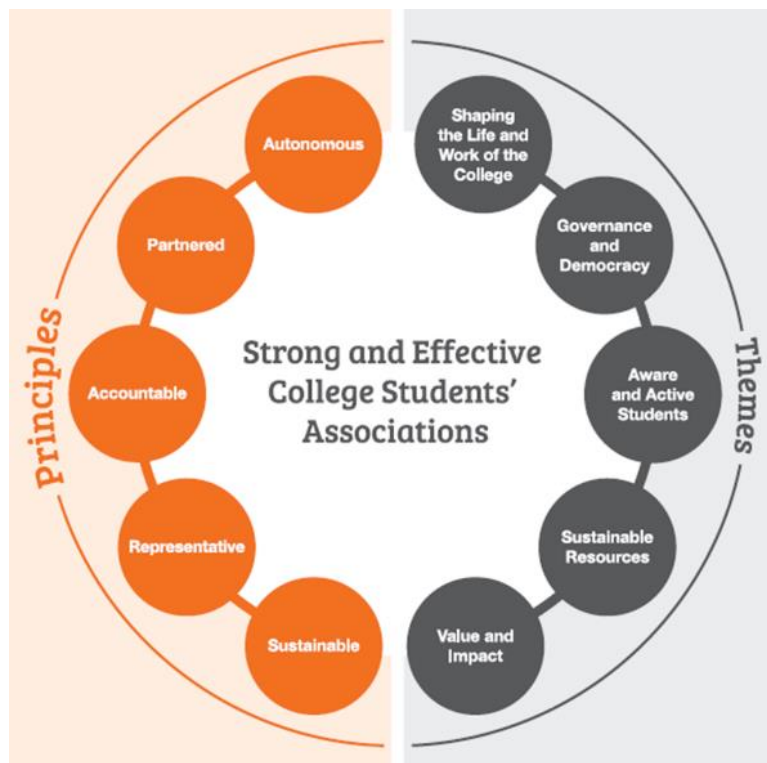 Principles
Autonomous
Partnered
Accountable
Representative
Sustainable
Strong and Effective
College Students’
Associations
Shaping
the Life and
Work of the
College
Governance
and
Democracy
Aware
and Active
Students
Sustainable
Resources
Value and
Impact
Themes